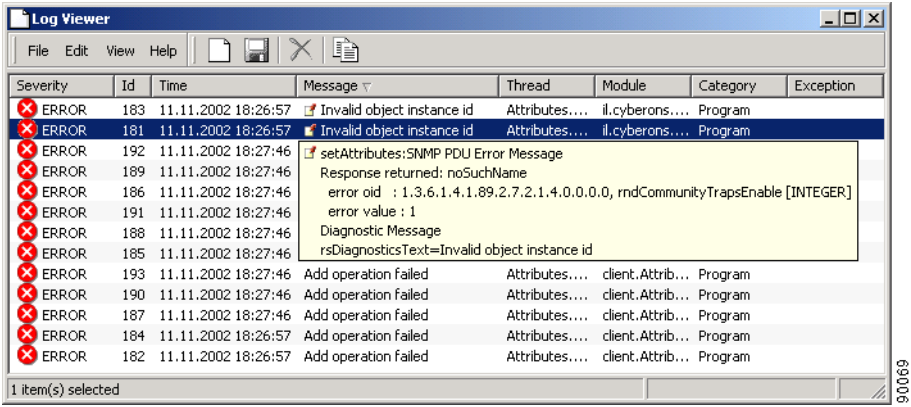 Log Viewer
File Edit View Help
Severity Id Time Message Thread Module Category Exception
ERROR 183 11.11.2002 18:26:57 Invalid object instance id Attributes.... il.cyberons.... Program
ERROR 181 11.11.2002 18:26:57 Invalid object instance id Attributes.... il.cyberons.... Program
ERROR 192 11.11.2002 18:27:46
ERROR 189 11.11.2002 18:27:46
ERROR 186 11.11.2002 18:27:46
ERROR 191 11.11.2002 18:27:46
ERROR 188 11.11.2002 18:27:46
ERROR 185 11.11.2002 18:27:46
setAttributes:SNMP PDU Error Message
Response returned: noSuchName
error oid : 1.3.6.1.4.1.89.2.7.2.1.4.0.0.0.0, rndCommunityTrapsEnable [INTEGER]
error value : 1
Diagnostic Message
rsDiagnosticsText=Invalid object instance id
ERROR 193 11.11.2002 18:27:46 Add operation failed Attributes.... client.Attrib... Program
ERROR 190 11.11.2002 18:27:46 Add operation failed Attributes.... client.Attrib... Program
ERROR 187 11.11.2002 18:27:46 Add operation failed Attributes.... client.Attrib... Program
ERROR 184 11.11.2002 18:26:57 Add operation failed Attributes.... client.Attrib... Program
ERROR 182 11.11.2002 18:26:57 Add operation failed Attributes.... client.Attrib... Program
1 item(s) selected
90069